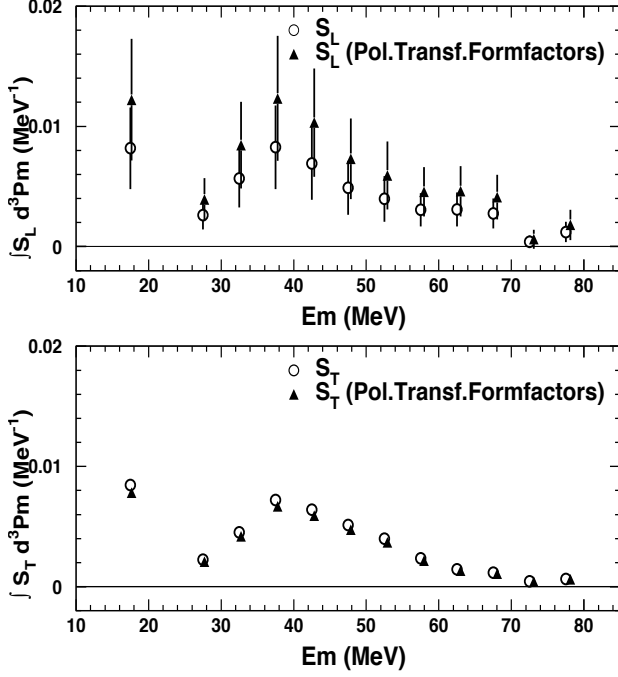 0.02
0.01
0
∫S_L d³Pm (MeV⁻¹)
S_L
S_L (Pol.Transf.Formfactors)
10 20 30 40 50 60 70 80
Em (MeV)
0.02
0.01
0
∫ S_T d³Pm (MeV⁻¹)
S_T
S_T (Pol.Transf.Formfactors)
10 20 30 40 50 60 70 80
Em (MeV)